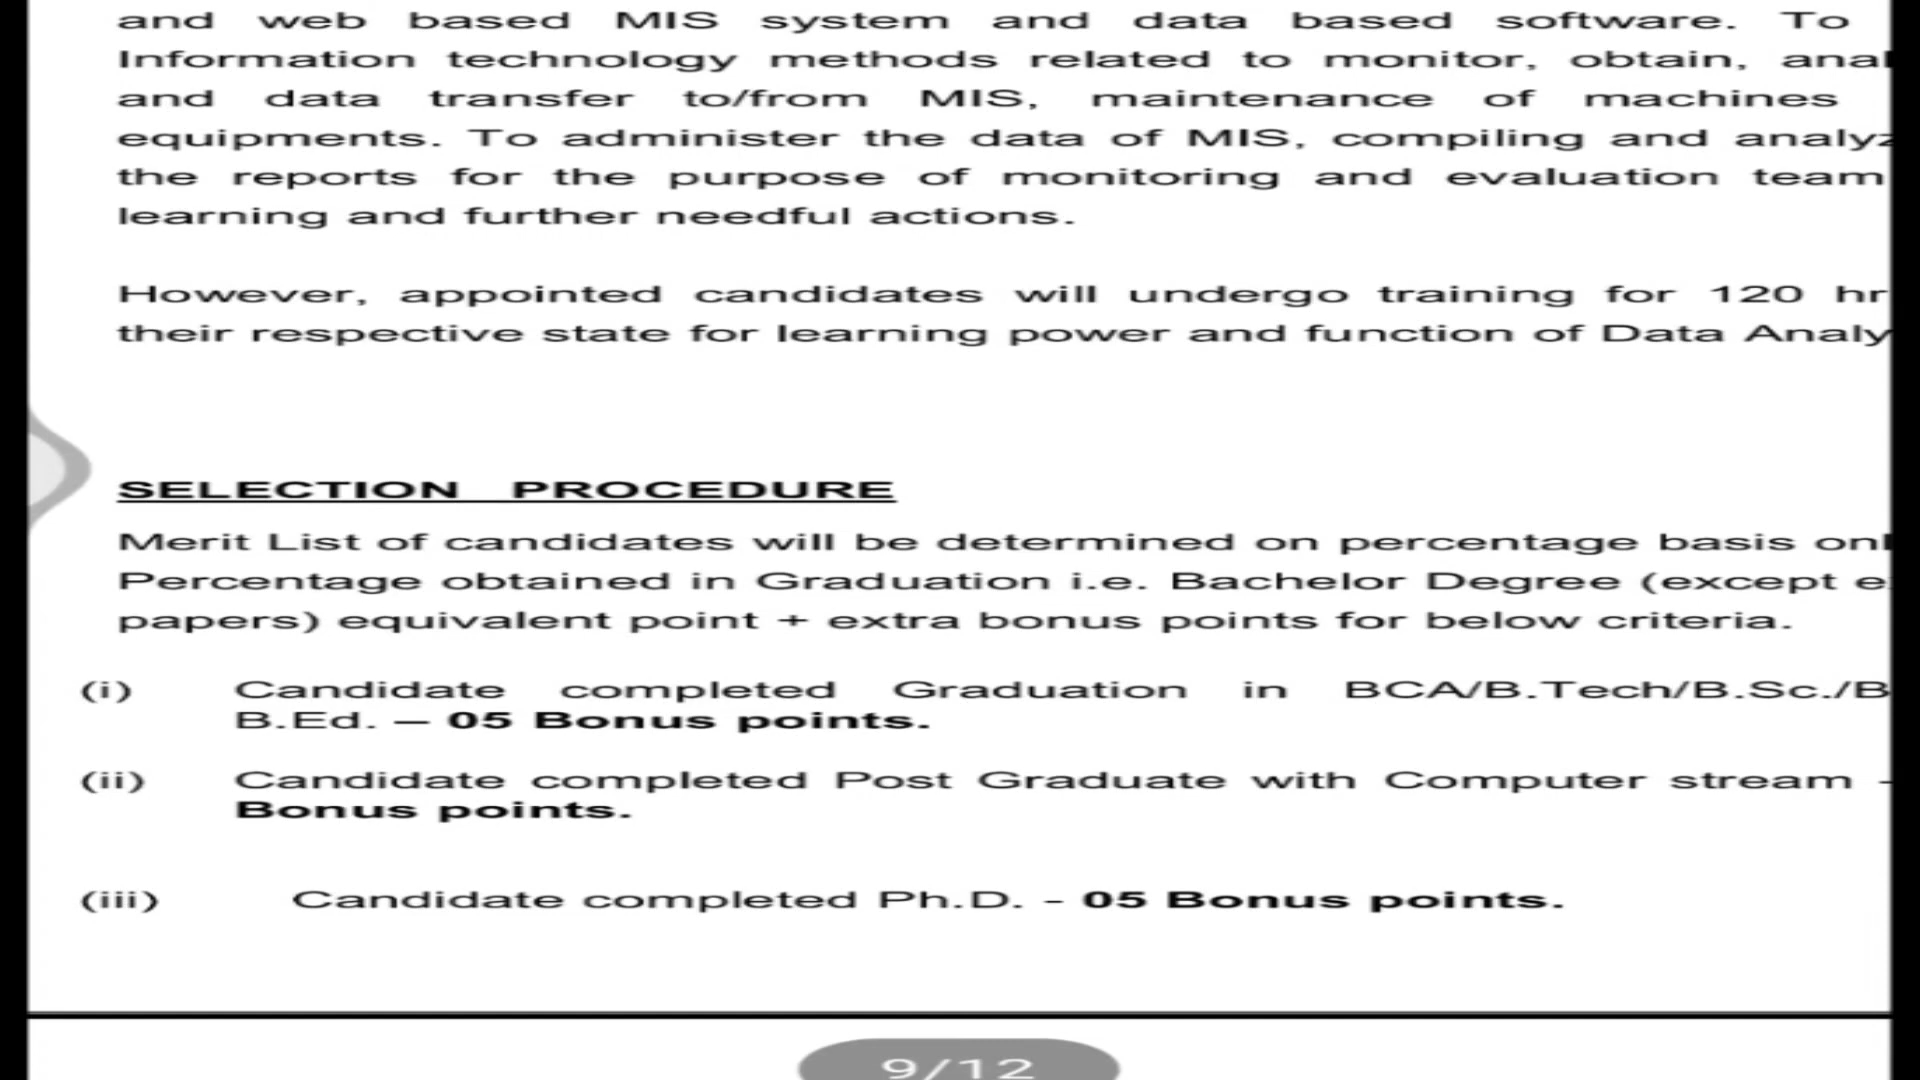 and web based MIS system and data based software. To
Information technology methods related to monitor, obtain,
and data transfer to/from MIS, maintenance of machines
equipments. To administer the data of MIS, compiling and
the reports for the purpose of monitoring and evaluation team
learning and further needful actions.
However, appointed candidates will undergo training for 120
their respective state for learning power and function of Data
SELECTION PROCEDURE
Merit List of candidates will be determined on percentage basis
Percentage obtained in Graduation i.e. Bachelor Degree (except
papers) equivalent point + extra bonus points for below criteria.
(i) Candidate completed Graduation in BCA/B.Tech/B.Sc./B
B.Ed. – 05 Bonus points.
(ii) Candidate completed Post Graduate with Computer stream -
Bonus points.
(iii) Candidate completed Ph.D. - 05 Bonus points.
9/12